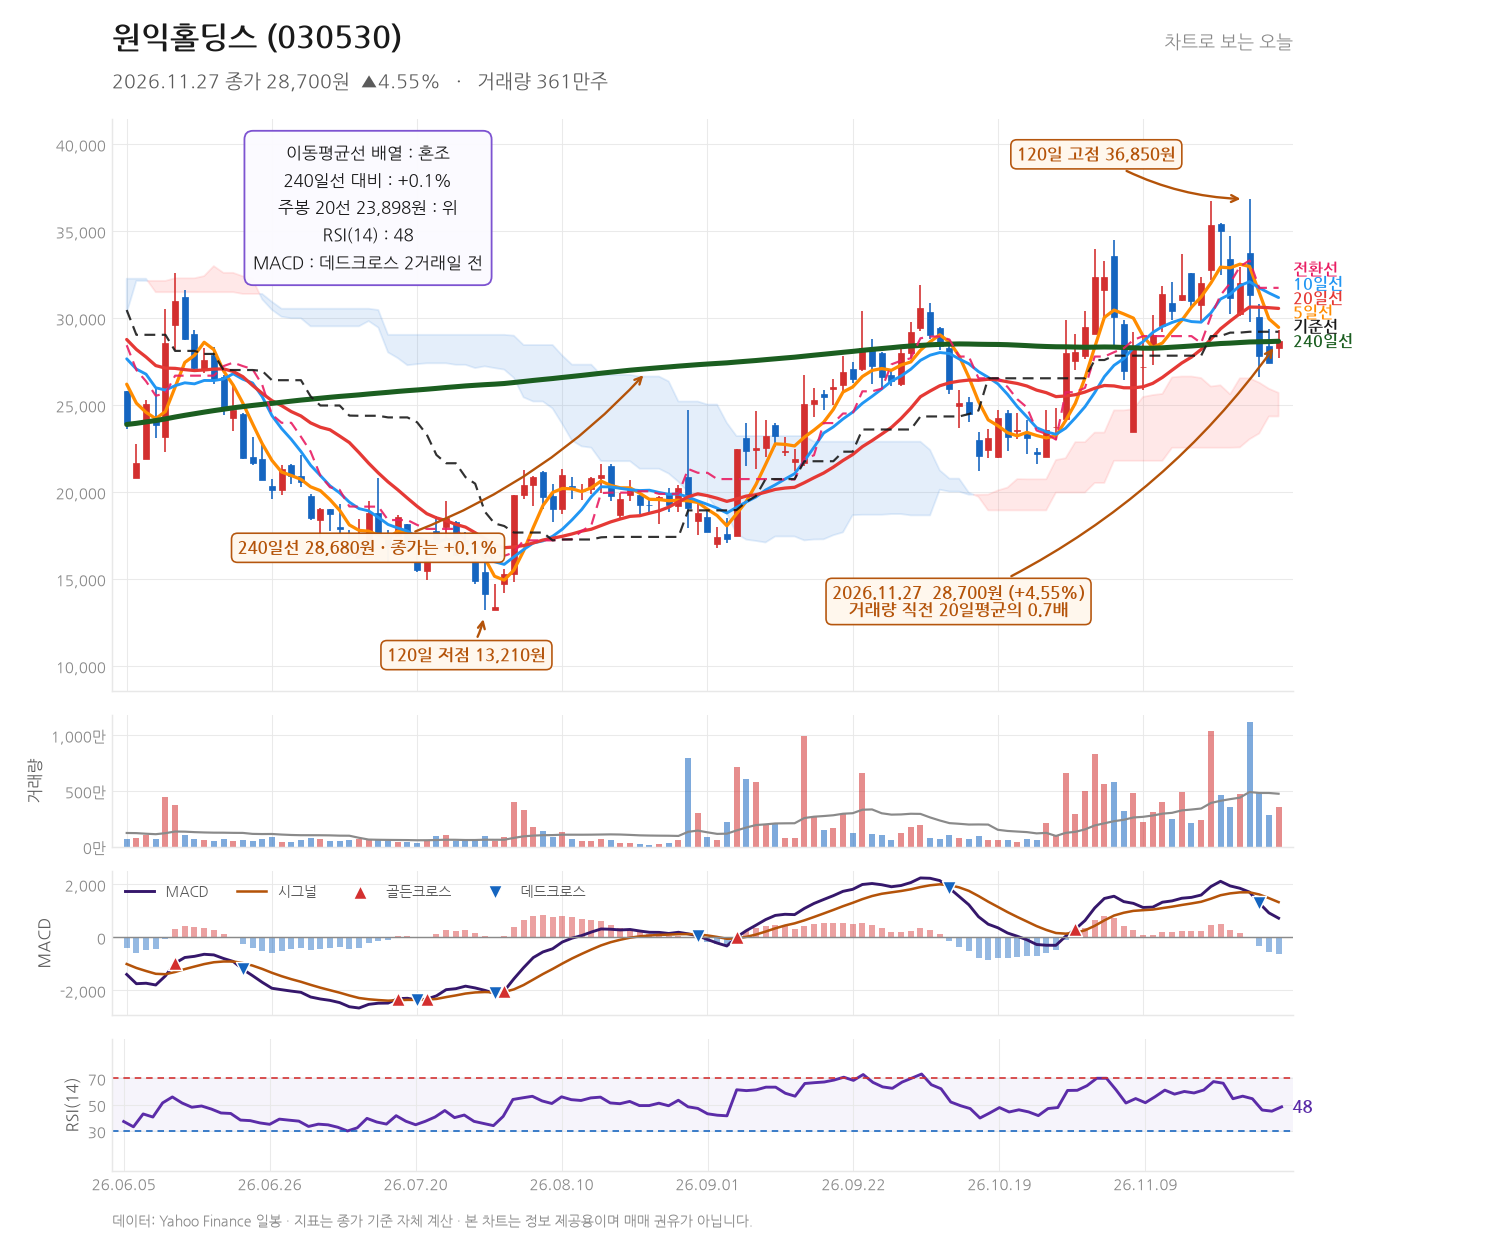 원익홀딩스 (030530)
차트로 보는 오늘
2026.11.27 종가 28,700원 ▲4.55% · 거래량 361만주
40,000
35,000
30,000
25,000
20,000
15,000
10,000
이동평균선 배열 : 혼조
240일선 대비 : +0.1%
주봉 20선 23,898원 : 위
RSI(14) : 48
MACD : 데드크로스 2거래일 전
120일 고점 36,850원
전환선
10일선
20일선
5일선
기준선
240일선
240일선 28,680원 · 종가는 +0.1%
2026.11.27 28,700원 (+4.55%)
거래량 직전 20일평균의 0.7배
120일 저점 13,210원
거래량
1,000만
500만
0만
MACD
2,000
0
-2,000
MACD 시그널 골든크로스 데드크로스
RSI(14)
70
50
30
48
26.06.05 26.06.26 26.07.20 26.08.10 26.09.01 26.09.22 26.10.19 26.11.09
데이터: Yahoo Finance 일봉 · 지표는 종가 기준 자체 계산 · 본 차트는 정보 제공용이며 매매 권유가 아닙니다.